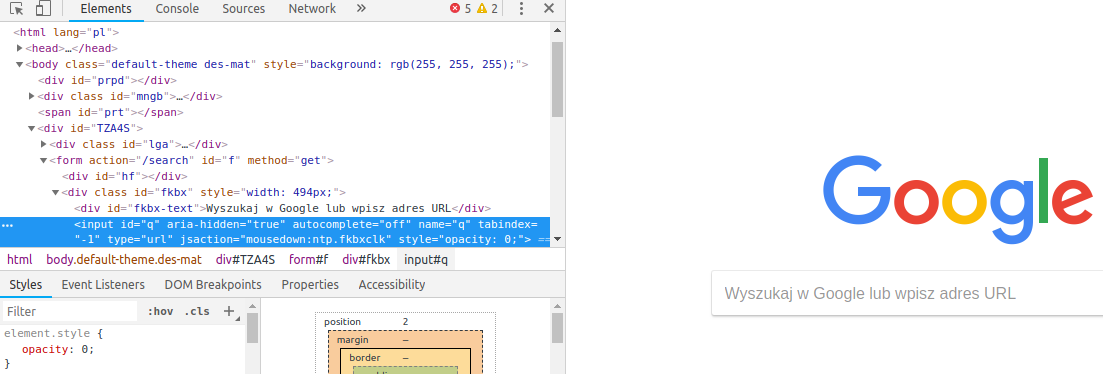 Elements Console Sources Network » 5 2
<html lang="pl">
<head>…</head>
<body class="default-theme des-mat" style="background: rgb(255, 255, 255);">
<div id="prpd"></div>
<div class id="mngb">…</div>
<span id="prt"></span>
<div id="TZA4S">
<div class id="lga">…</div>
<form action="/search" id="f" method="get">
<div id="hf"></div>
<div class id="fkbx" style="width: 494px;">
<div id="fkbx-text">Wyszukaj w Google lub wpisz adres URL</div>
… <input id="q" aria-hidden="true" autocomplete="off" name="q" tabindex=
"-1" type="url" jsaction="mousedown:ntp.fkbxclk" style="opacity: 0;"> ==
html body.default-theme.des-mat div#TZA4S form#f div#fkbx input#q
Styles Event Listeners DOM Breakpoints Properties Accessibility
Filter :hov .cls +
element.style {
opacity: 0;
}
position 2
margin –
border –
Google
Wyszukaj w Google lub wpisz adres URL